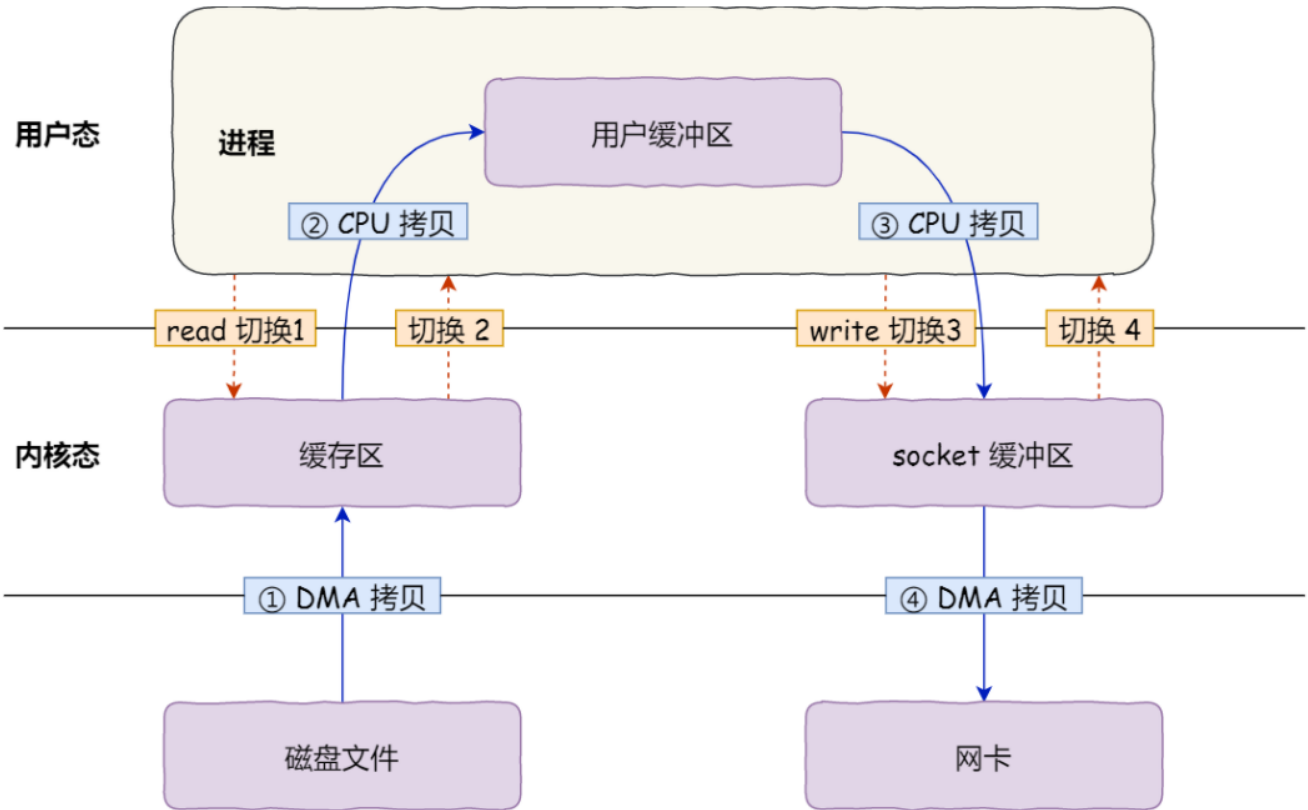 用户态
进程
用户缓冲区
② CPU 拷贝
③ CPU 拷贝
read 切换1
切换 2
write 切换3
切换 4
内核态
缓存区
socket 缓冲区
① DMA 拷贝
④ DMA 拷贝
磁盘文件
网卡